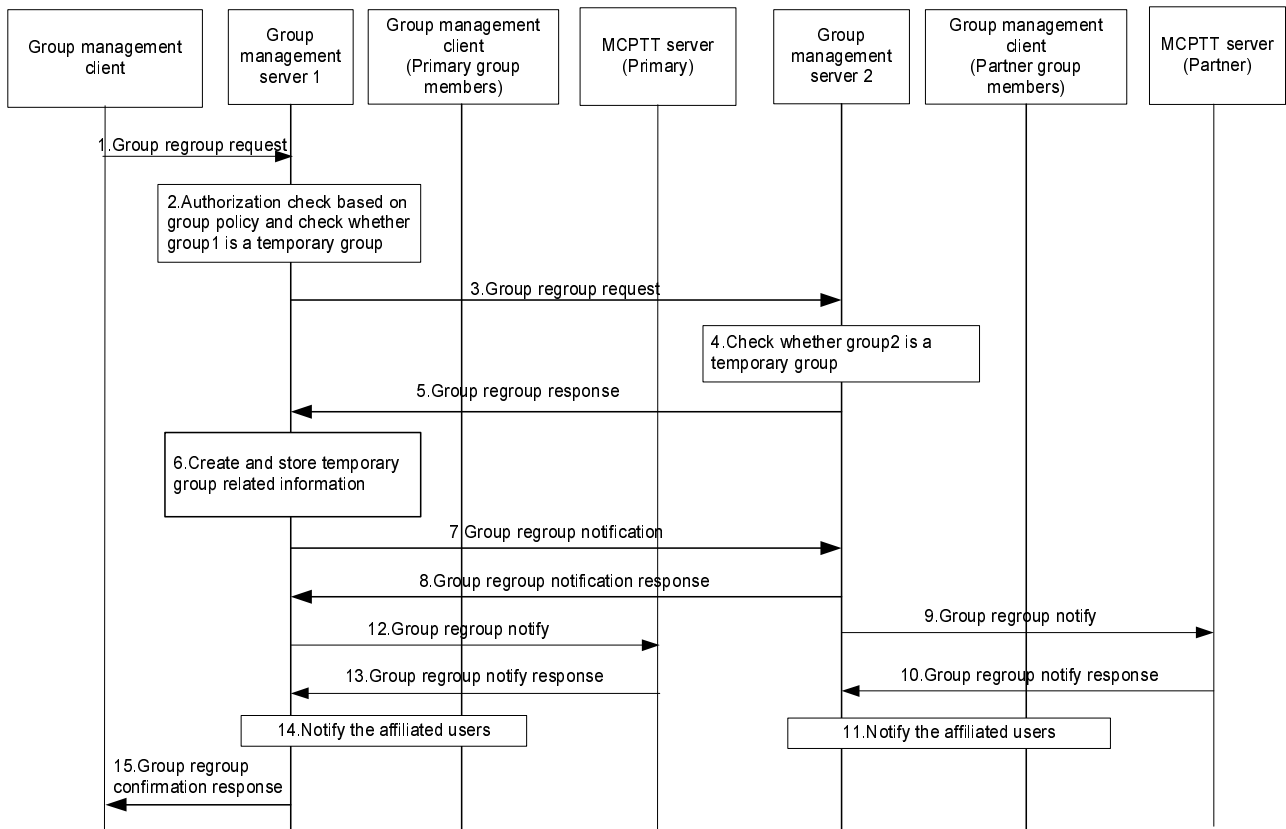 Group management
client
Group
management
server 1
Group management
client
(Primary group
members)
MCPTT server
(Primary)
Group
management
server 2
Group management
client
(Partner group
members)
MCPTT server
(Partner)
1.Group regroup request
2.Authorization check based on
group policy and check whether
group1 is a temporary group
3.Group regroup request
4.Check whether group2 is a
temporary group
5.Group regroup response
6.Create and store temporary
group related information
7.Group regroup notification
8.Group regroup notification response
9.Group regroup notify
12.Group regroup notify
13.Group regroup notify response
10.Group regroup notify response
14.Notify the affiliated users
11.Notify the affiliated users
15.Group regroup
confirmation response